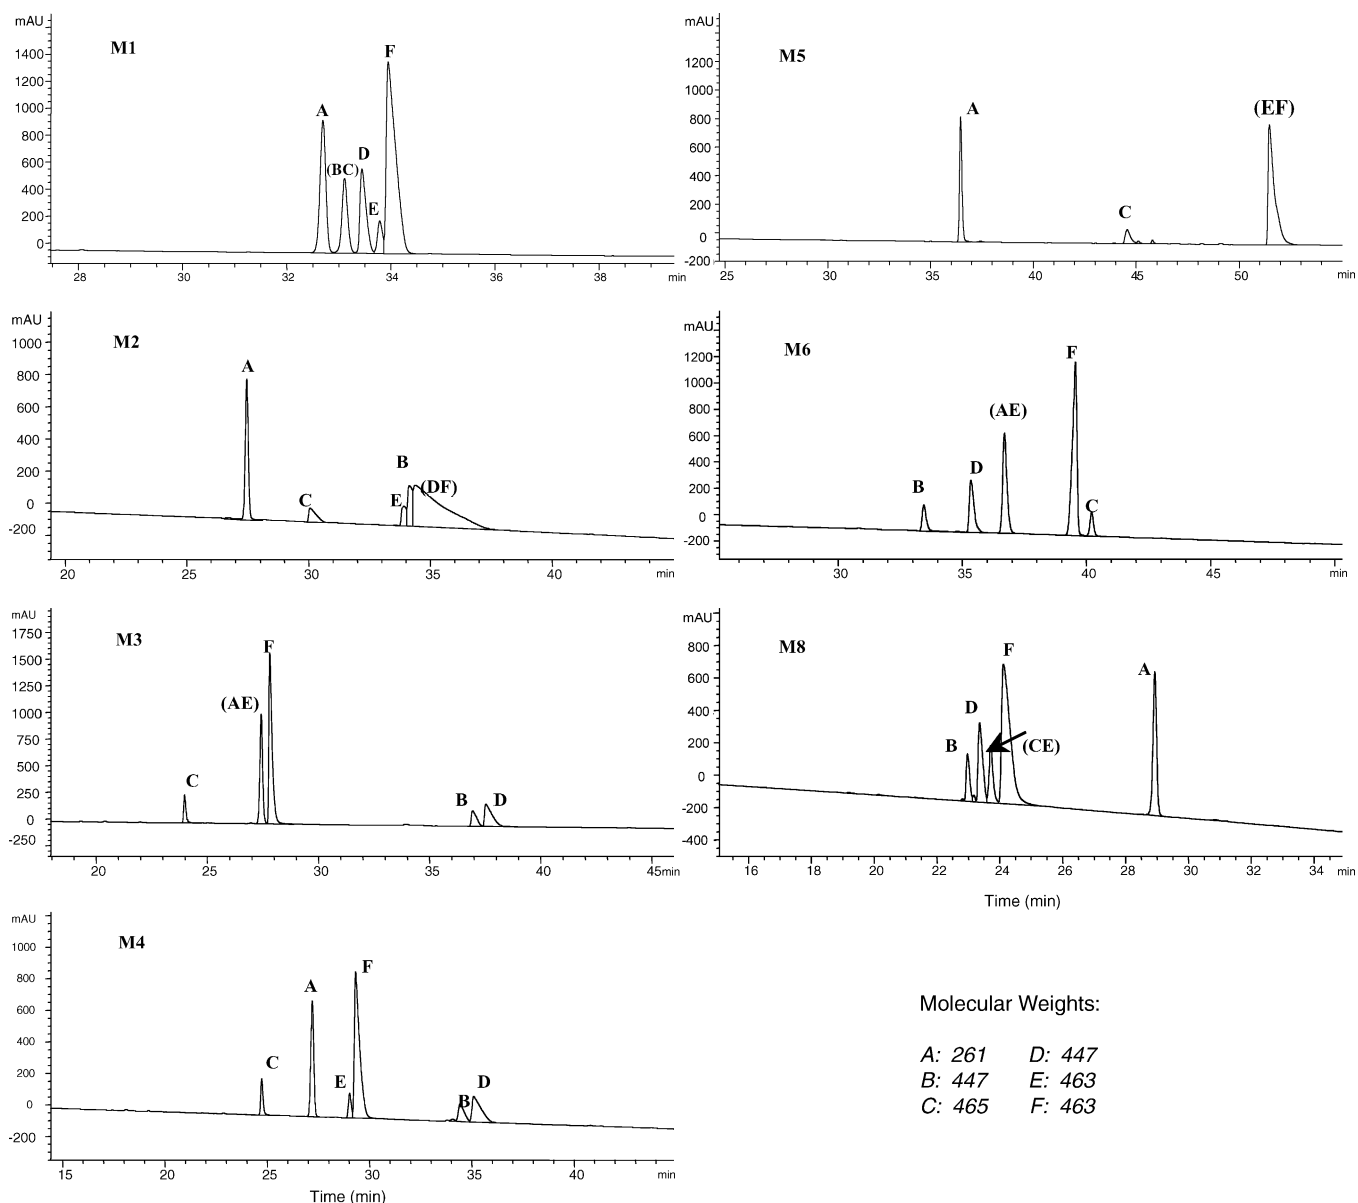 mAU
M1
1400
1200
1000
800
600
400
200
0
A
(BC)
D
E
F
28
30
32
34
36
38
min
mAU
M5
1200
1000
800
600
400
200
0
-200
A
C
(EF)
25
30
35
40
45
50
min
mAU
M2
1000
800
600
400
200
0
-200
A
C
E
B
(DF)
20
25
30
35
40
min
mAU
M6
1200
1000
800
600
400
200
0
-200
B
D
(AE)
F
C
30
35
40
45
min
mAU
M3
1750
1500
1250
1000
750
500
250
0
-250
C
(AE)
F
B
D
20
25
30
35
40
45min
mAU
M8
800
600
400
200
0
-200
-400
B
D
(CE)
F
A
16
18
20
22
24
26
28
30
32
34
min
Time (min)
mAU
M4
1000
800
600
400
200
0
-200
C
A
E
F
B
D
15
20
25
30
35
40
min
Time (min)
Molecular Weights:
A: 261 D: 447
B: 447 E: 463
C: 465 F: 463